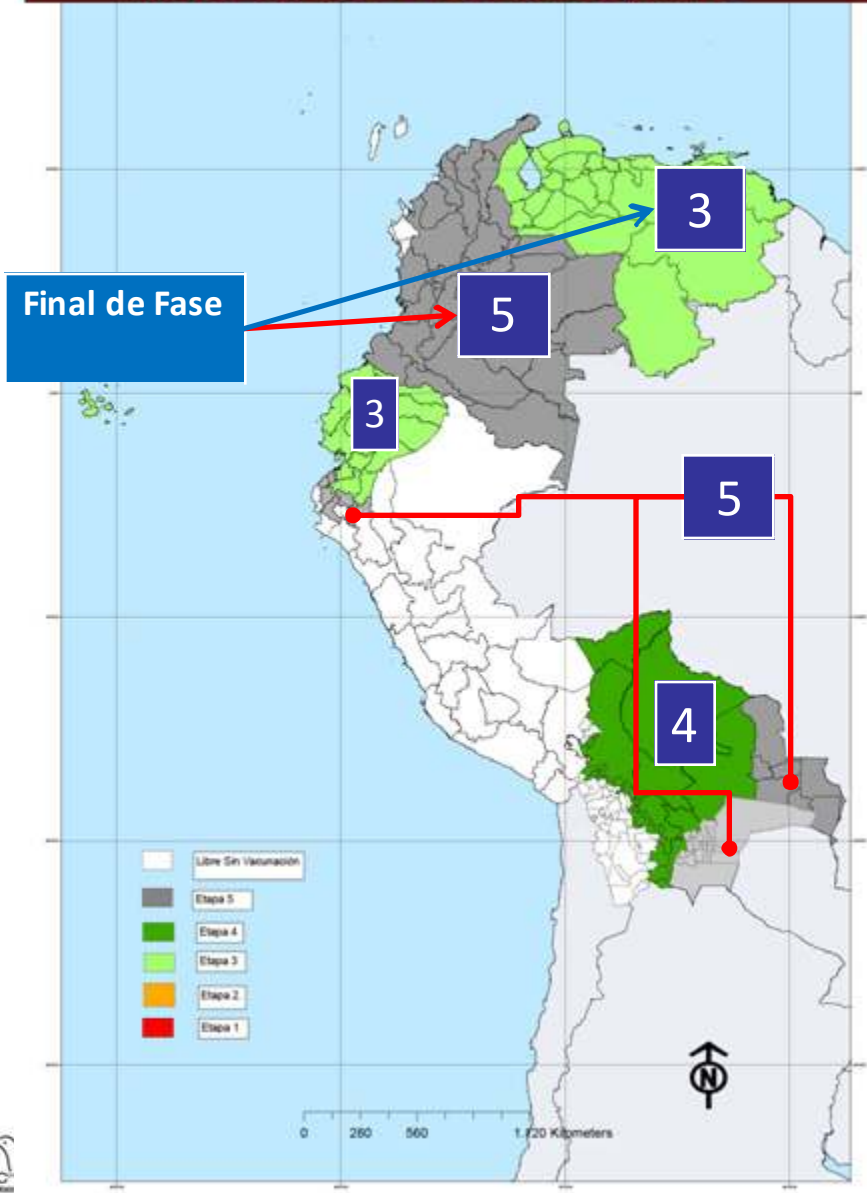 3
Final de Fase
5
3
5
4
Libre Sin Vacunación
Etapa 5
Etapa 4
Etapa 3
Etapa 2
Etapa 1
N
0 280 560 1.120 Kilometers